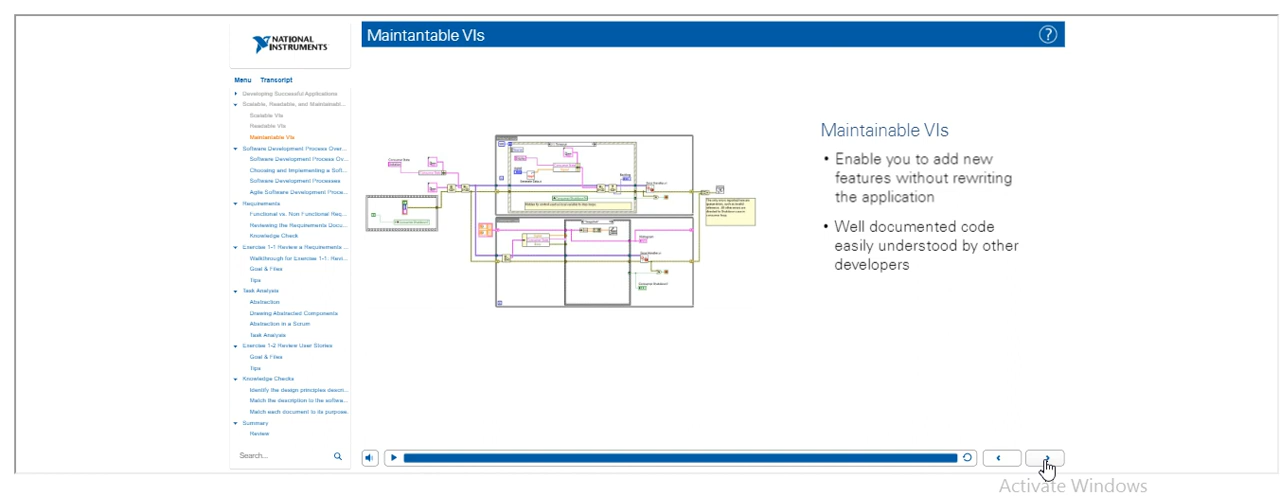 NATIONAL
INSTRUMENTS
Maintantable VIs
?
Menu Transcript
Developing Successful Applications
Scalable, Readable, and Maintainabl...
Scalable VIs
Readable VIs
Maintantable VIs
Software Development Process Over...
Software Development Process Ov...
Choosing and Implementing a Soft...
Software Development Processes
Agile Software Development Proce...
Requirements
Functional vs. Non Functional Req...
Reviewing the Requirements Docu...
Knowledge Check
Exercise 1-1 Review a Requirements ...
Walkthrough for Exercise 1-1: Revi...
Goal & Files
Tips
Task Analysis
Abstraction
Drawing Abstracted Components
Abstraction in a Scrum
Task Analysis
Exercise 1-2 Review User Stories
Goal & Files
Tips
Knowledge Checks
Identify the design principles descri...
Match the description to the softwa...
Match each document to its purpose.
Summary
Review
Search...
Maintainable VIs
• Enable you to add new
features without rewriting
the application
• Well documented code
easily understood by other
developers
Activate Windows